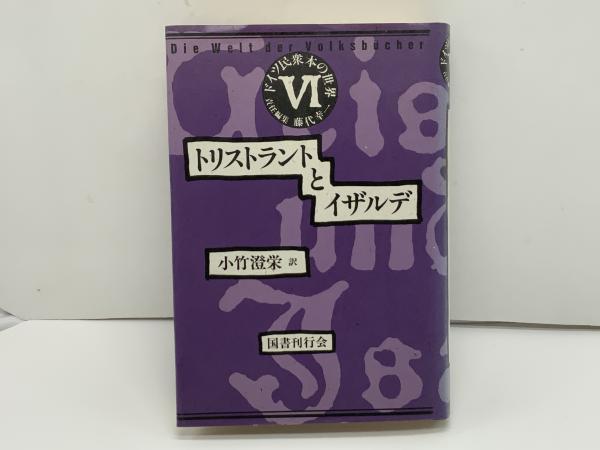 Die Welt der Volksbücher
ドイツ民衆本の世界
VI
責任編集 藤代幸一
トリストラントと
イザルデ
小竹澄栄 訳
国書刊行会